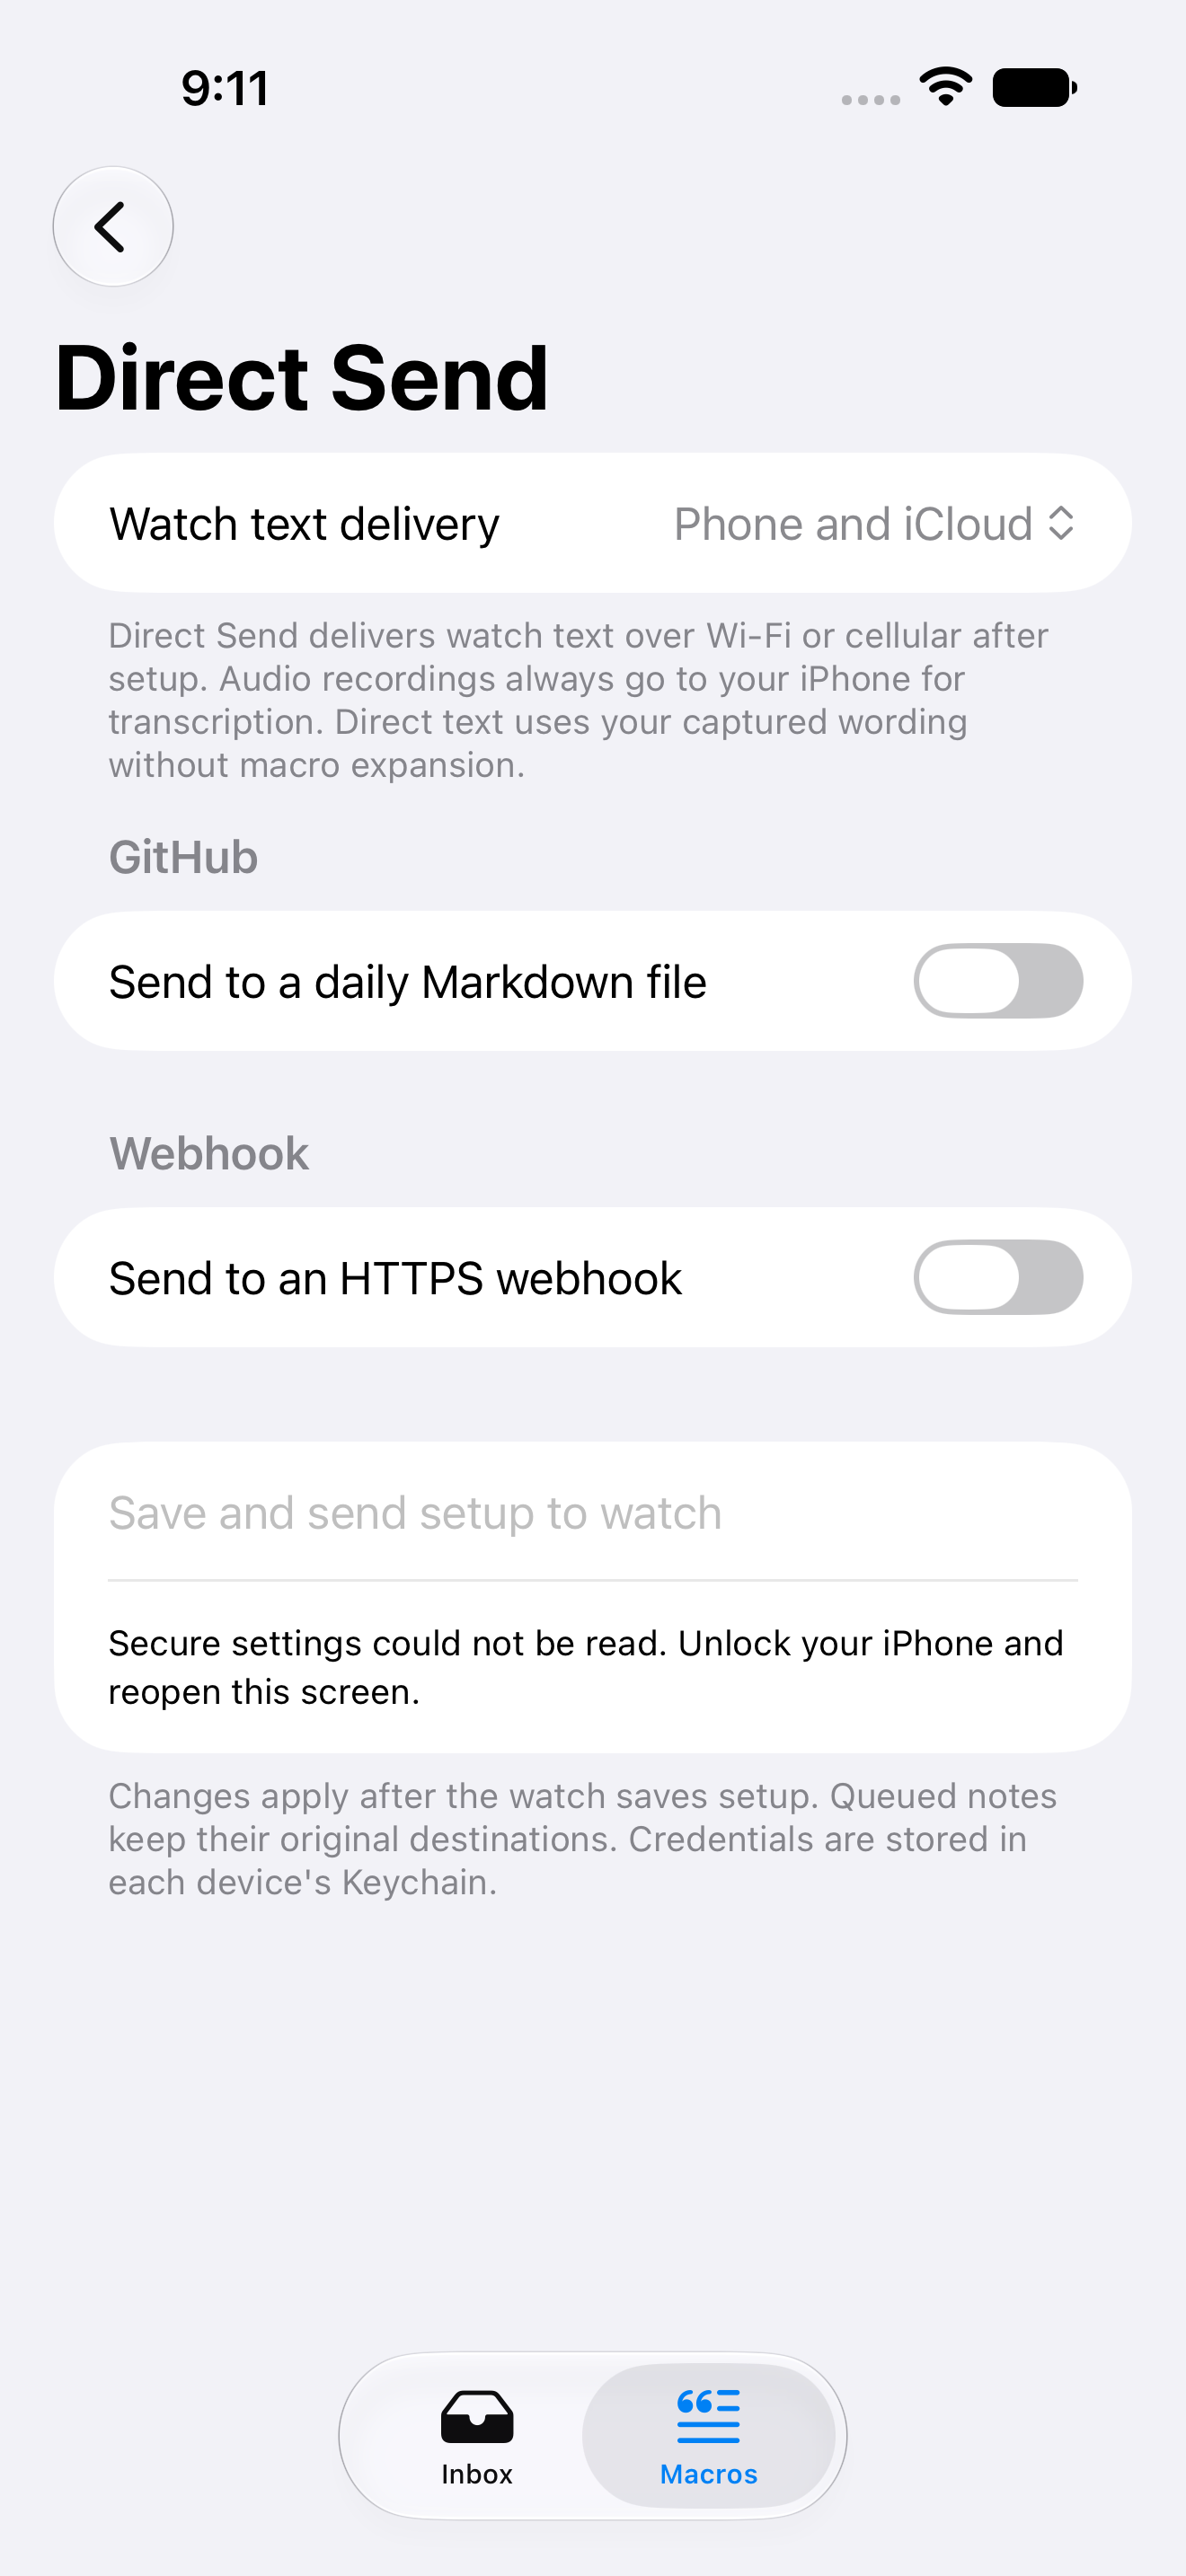 9:11
Direct Send
Watch text delivery
Phone and iCloud
Direct Send delivers watch text over Wi-Fi or cellular after
setup. Audio recordings always go to your iPhone for
transcription. Direct text uses your captured wording
without macro expansion.
GitHub
Send to a daily Markdown file
Webhook
Send to an HTTPS webhook
Save and send setup to watch
Secure settings could not be read. Unlock your iPhone and
reopen this screen.
Changes apply after the watch saves setup. Queued notes
keep their original destinations. Credentials are stored in
each device's Keychain.
Inbox
Macros